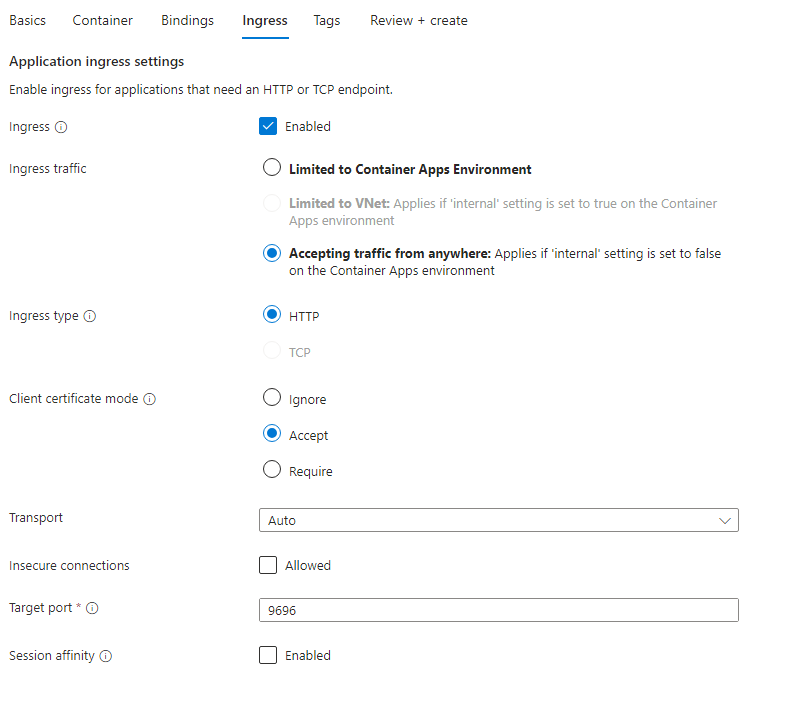 Basics Container Bindings Ingress Tags Review + create
Application ingress settings
Enable ingress for applications that need an HTTP or TCP endpoint.
Ingress Enabled
Ingress traffic Limited to Container Apps Environment
Limited to VNet: Applies if 'internal' setting is set to true on the Container
Apps environment
Accepting traffic from anywhere: Applies if 'internal' setting is set to false
on the Container Apps environment
Ingress type HTTP
TCP
Client certificate mode Ignore
Accept
Require
Transport Auto
Insecure connections Allowed
Target port * 9696
Session affinity Enabled